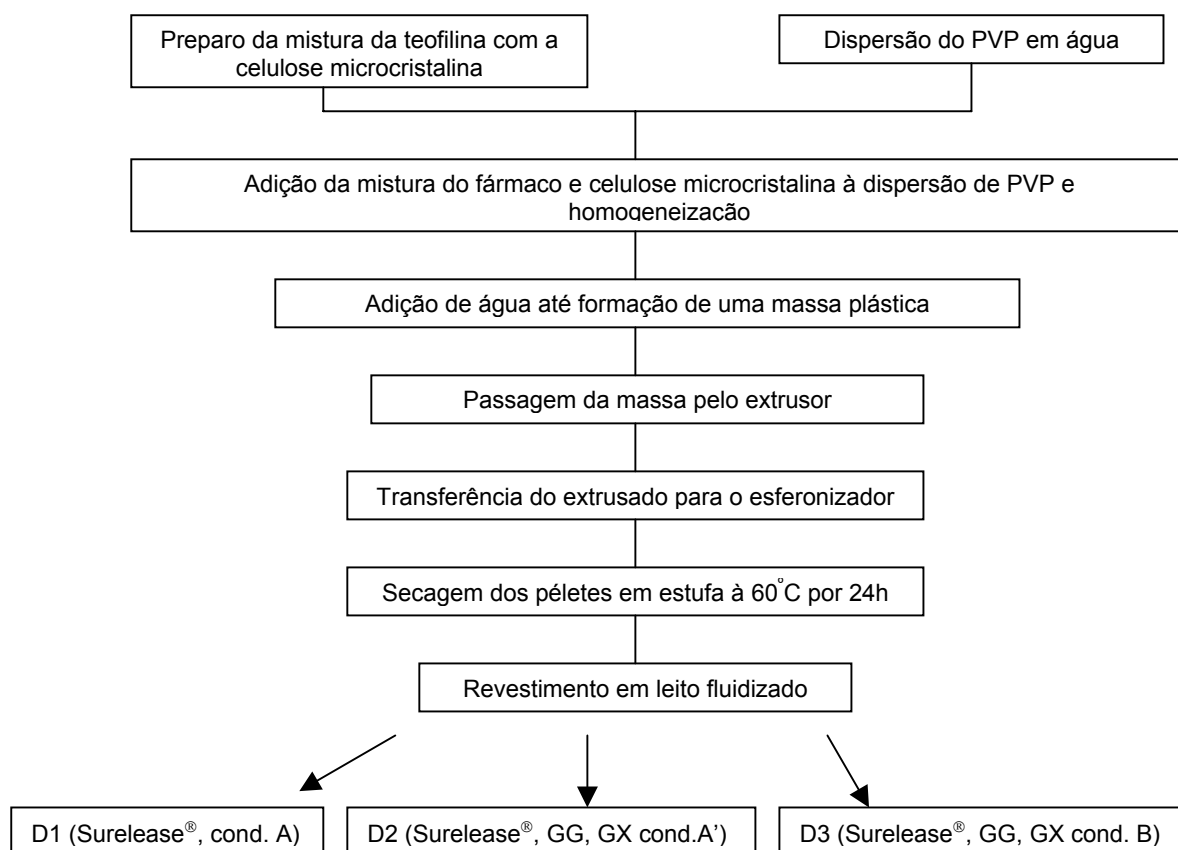 Preparo da mistura da teofilina com a
celulose microcristalina
Dispersão do PVP em água
Adição da mistura do fármaco e celulose microcristalina à dispersão de PVP e
homogeneização
Adição de água até formação de uma massa plástica
Passagem da massa pelo extrusor
Transferência do extrusado para o esferonizador
Secagem dos péletes em estufa à 60°C por 24h
Revestimento em leito fluidizado
D1 (Surelease®, cond. A)
D2 (Surelease®, GG, GX cond.A’)
D3 (Surelease®, GG, GX cond. B)